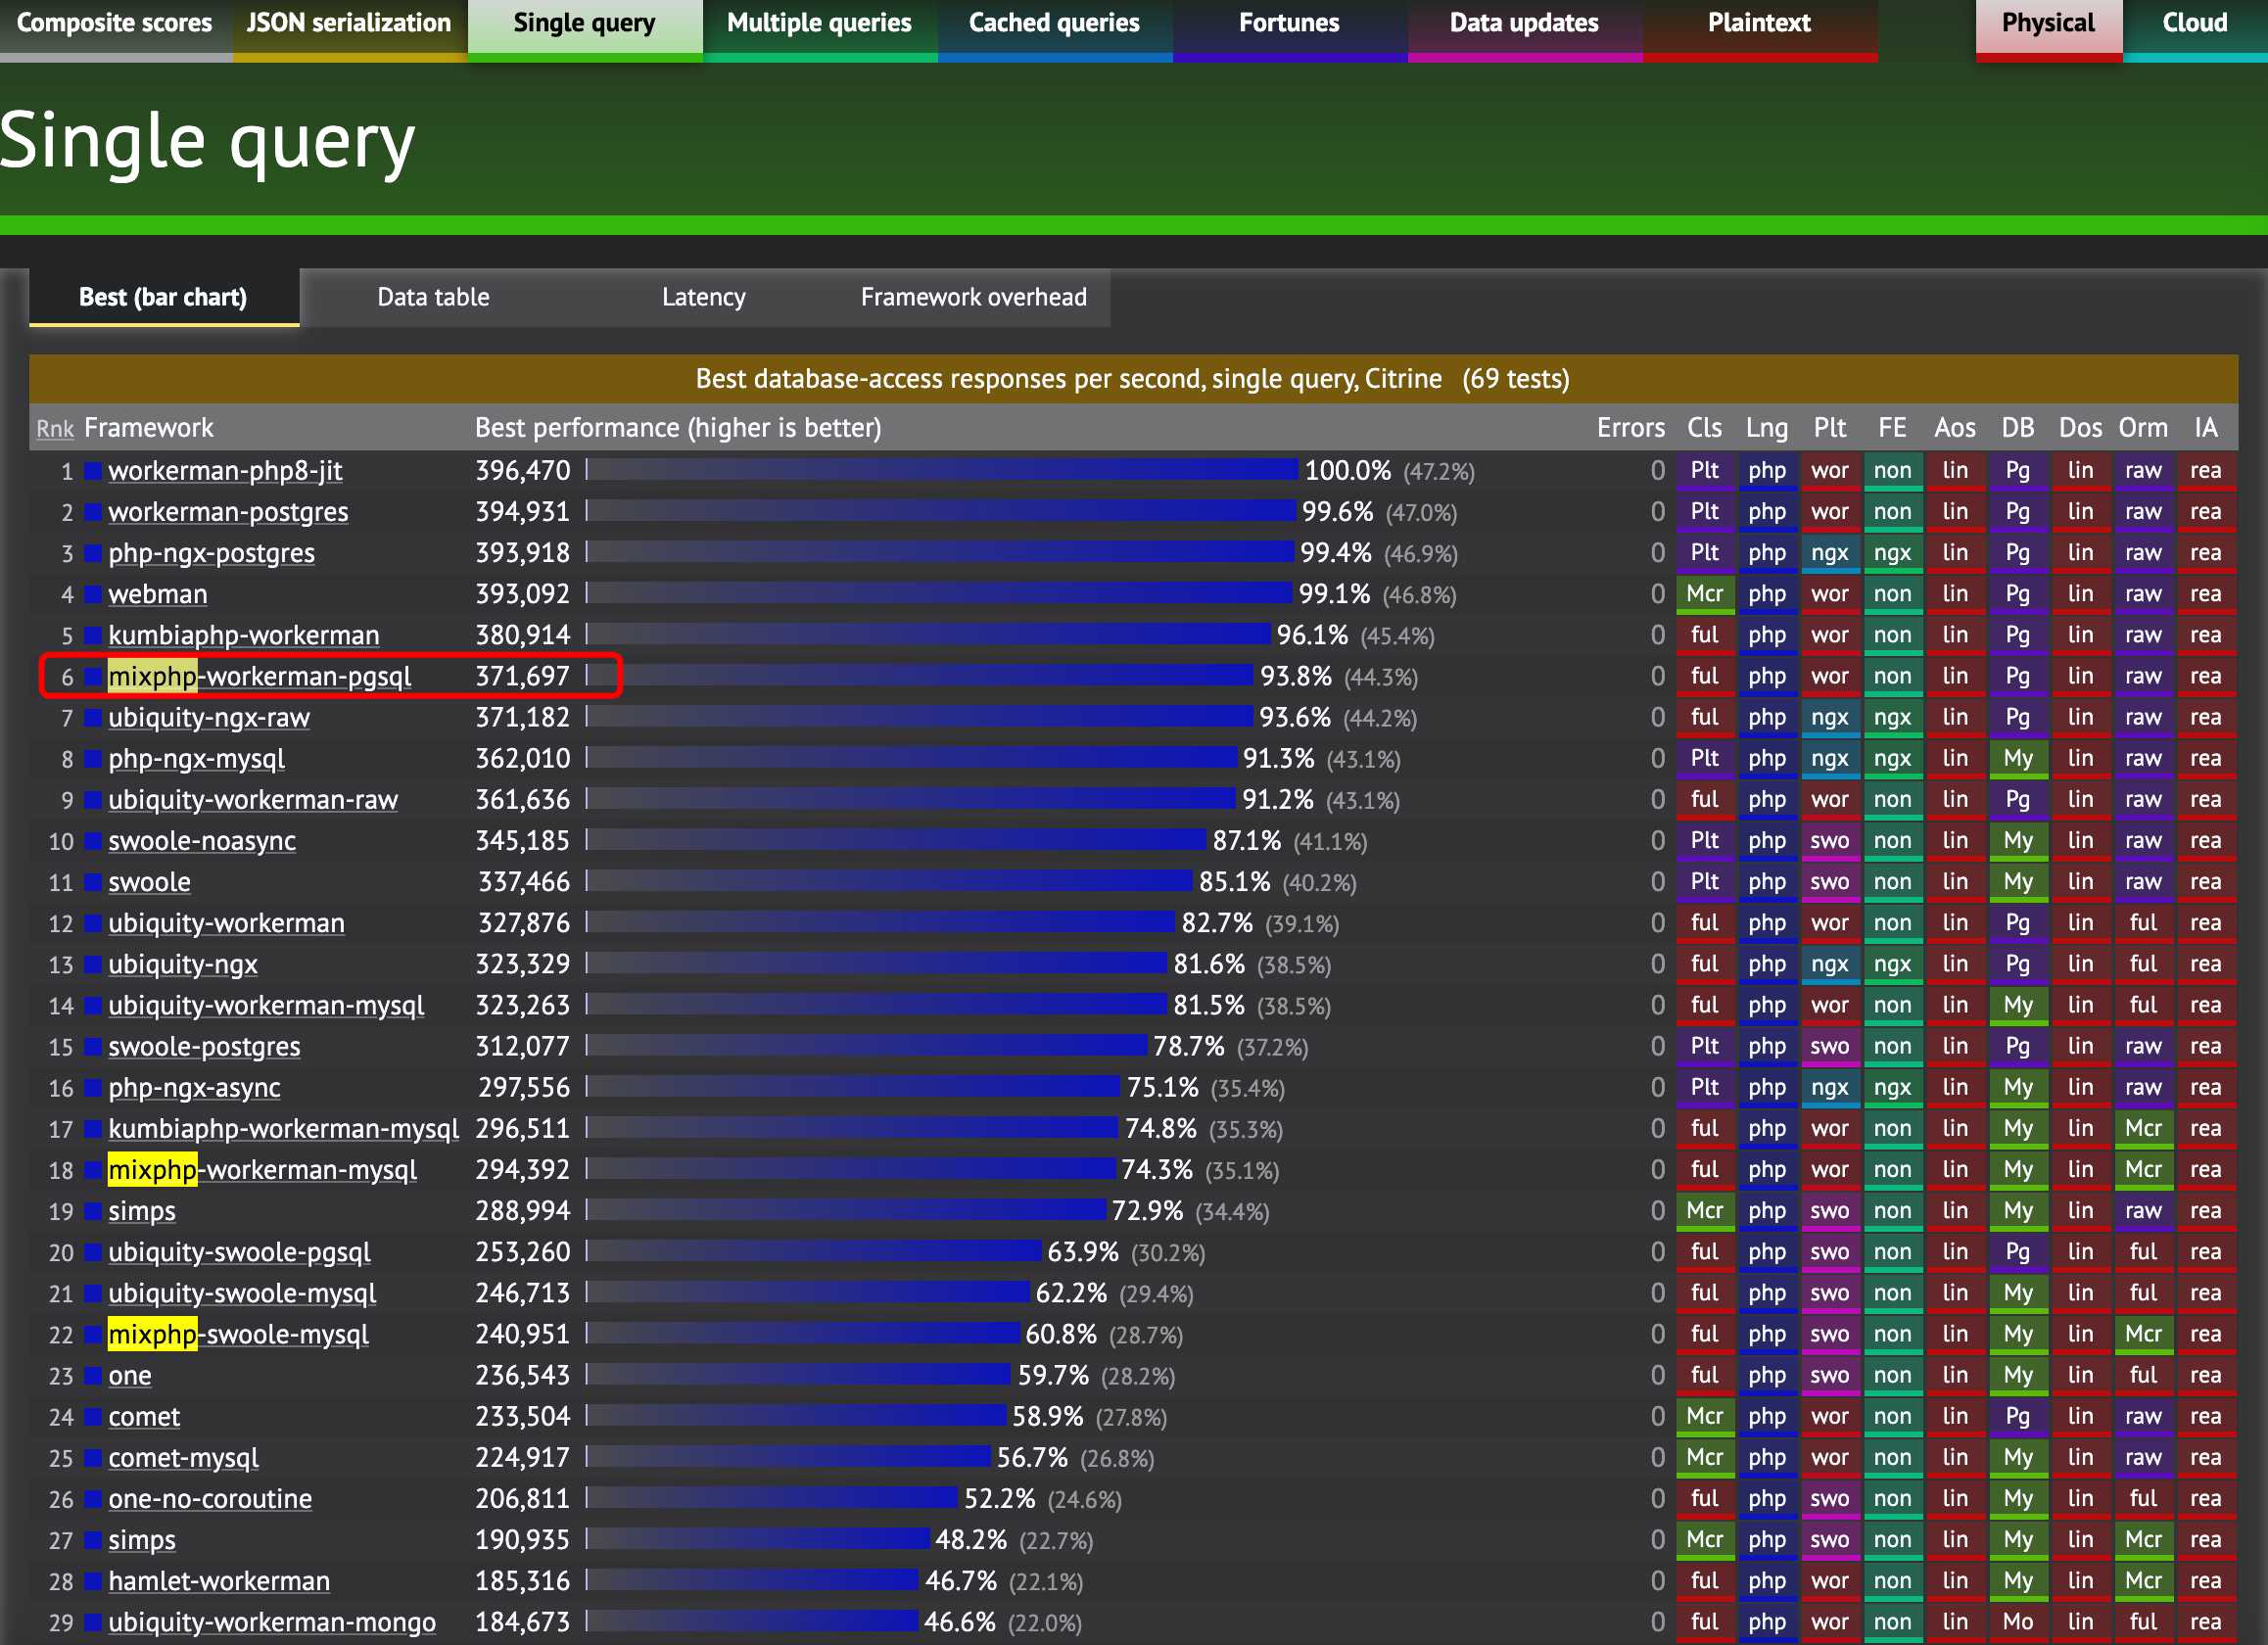 Composite scores JSON serialization Single query Multiple queries Cached queries Fortunes Data updates Plaintext Physical Cloud
Single query
Best (bar chart) Data table Latency Framework overhead
Best database-access responses per second, single query, Citrine (69 tests)
Rnk Framework Best performance (higher is better) Errors Cls Lng Plt FE Aos DB Dos Orm IA
1 workerman-php8-jit 396,470 100.0% (47.2%) 0 Plt php wor non lin Pg lin raw rea
2 workerman-postgres 394,931 99.6% (47.0%) 0 Plt php wor non lin Pg lin raw rea
3 php-ngx-postgres 393,918 99.4% (46.9%) 0 Plt php ngx ngx lin Pg lin raw rea
4 webman 393,092 99.1% (46.8%) 0 Mcr php wor non lin Pg lin raw rea
5 kumbiaphp-workerman 380,914 96.1% (45.4%) 0 ful php wor non lin Pg lin raw rea
6 mixphp-workerman-pgsql 371,697 93.8% (44.3%) 0 ful php wor non lin Pg lin raw rea
7 ubiquity-ngx-raw 371,182 93.6% (44.2%) 0 ful php ngx ngx lin Pg lin raw rea
8 php-ngx-mysql 362,010 91.3% (43.1%) 0 Plt php ngx ngx lin My lin raw rea
9 ubiquity-workerman-raw 361,636 91.2% (43.1%) 0 ful php wor non lin Pg lin raw rea
10 swoole-noasync 345,185 87.1% (41.1%) 0 Plt php swo non lin My lin raw rea
11 swoole 337,466 85.1% (40.2%) 0 Plt php swo non lin My lin raw rea
12 ubiquity-workerman 327,876 82.7% (39.1%) 0 ful php wor non lin Pg lin ful rea
13 ubiquity-ngx 323,329 81.6% (38.5%) 0 ful php ngx ngx lin Pg lin ful rea
14 ubiquity-workerman-mysql 323,263 81.5% (38.5%) 0 ful php wor non lin My lin ful rea
15 swoole-postgres 312,077 78.7% (37.2%) 0 Plt php swo non lin Pg lin raw rea
16 php-ngx-async 297,556 75.1% (35.4%) 0 Plt php ngx ngx lin My lin raw rea
17 kumbiaphp-workerman-mysql 296,511 74.8% (35.3%) 0 ful php wor non lin My lin Mcr rea
18 mixphp-workerman-mysql 294,392 74.3% (35.1%) 0 ful php wor non lin My lin Mcr rea
19 simps 288,994 72.9% (34.4%) 0 Mcr php swo non lin My lin raw rea
20 ubiquity-swoole-pgsql 253,260 63.9% (30.2%) 0 ful php swo non lin Pg lin ful rea
21 ubiquity-swoole-mysql 246,713 62.2% (29.4%) 0 ful php swo non lin My lin ful rea
22 mixphp-swoole-mysql 240,951 60.8% (28.7%) 0 ful php swo non lin My lin Mcr rea
23 one 236,543 59.7% (28.2%) 0 ful php swo non lin My lin ful rea
24 comet 233,504 58.9% (27.8%) 0 Mcr php wor non lin Pg lin raw rea
25 comet-mysql 224,917 56.7% (26.8%) 0 Mcr php wor non lin My lin raw rea
26 one-no-coroutine 206,811 52.2% (24.6%) 0 ful php swo non lin My lin ful rea
27 simps 190,935 48.2% (22.7%) 0 Mcr php swo non lin My lin Mcr rea
28 hamlet-workerman 185,316 46.7% (22.1%) 0 ful php wor non lin My lin Mcr rea
29 ubiquity-workerman-mongo 184,673 46.6% (22.0%) 0 ful php wor non lin Mo lin ful rea